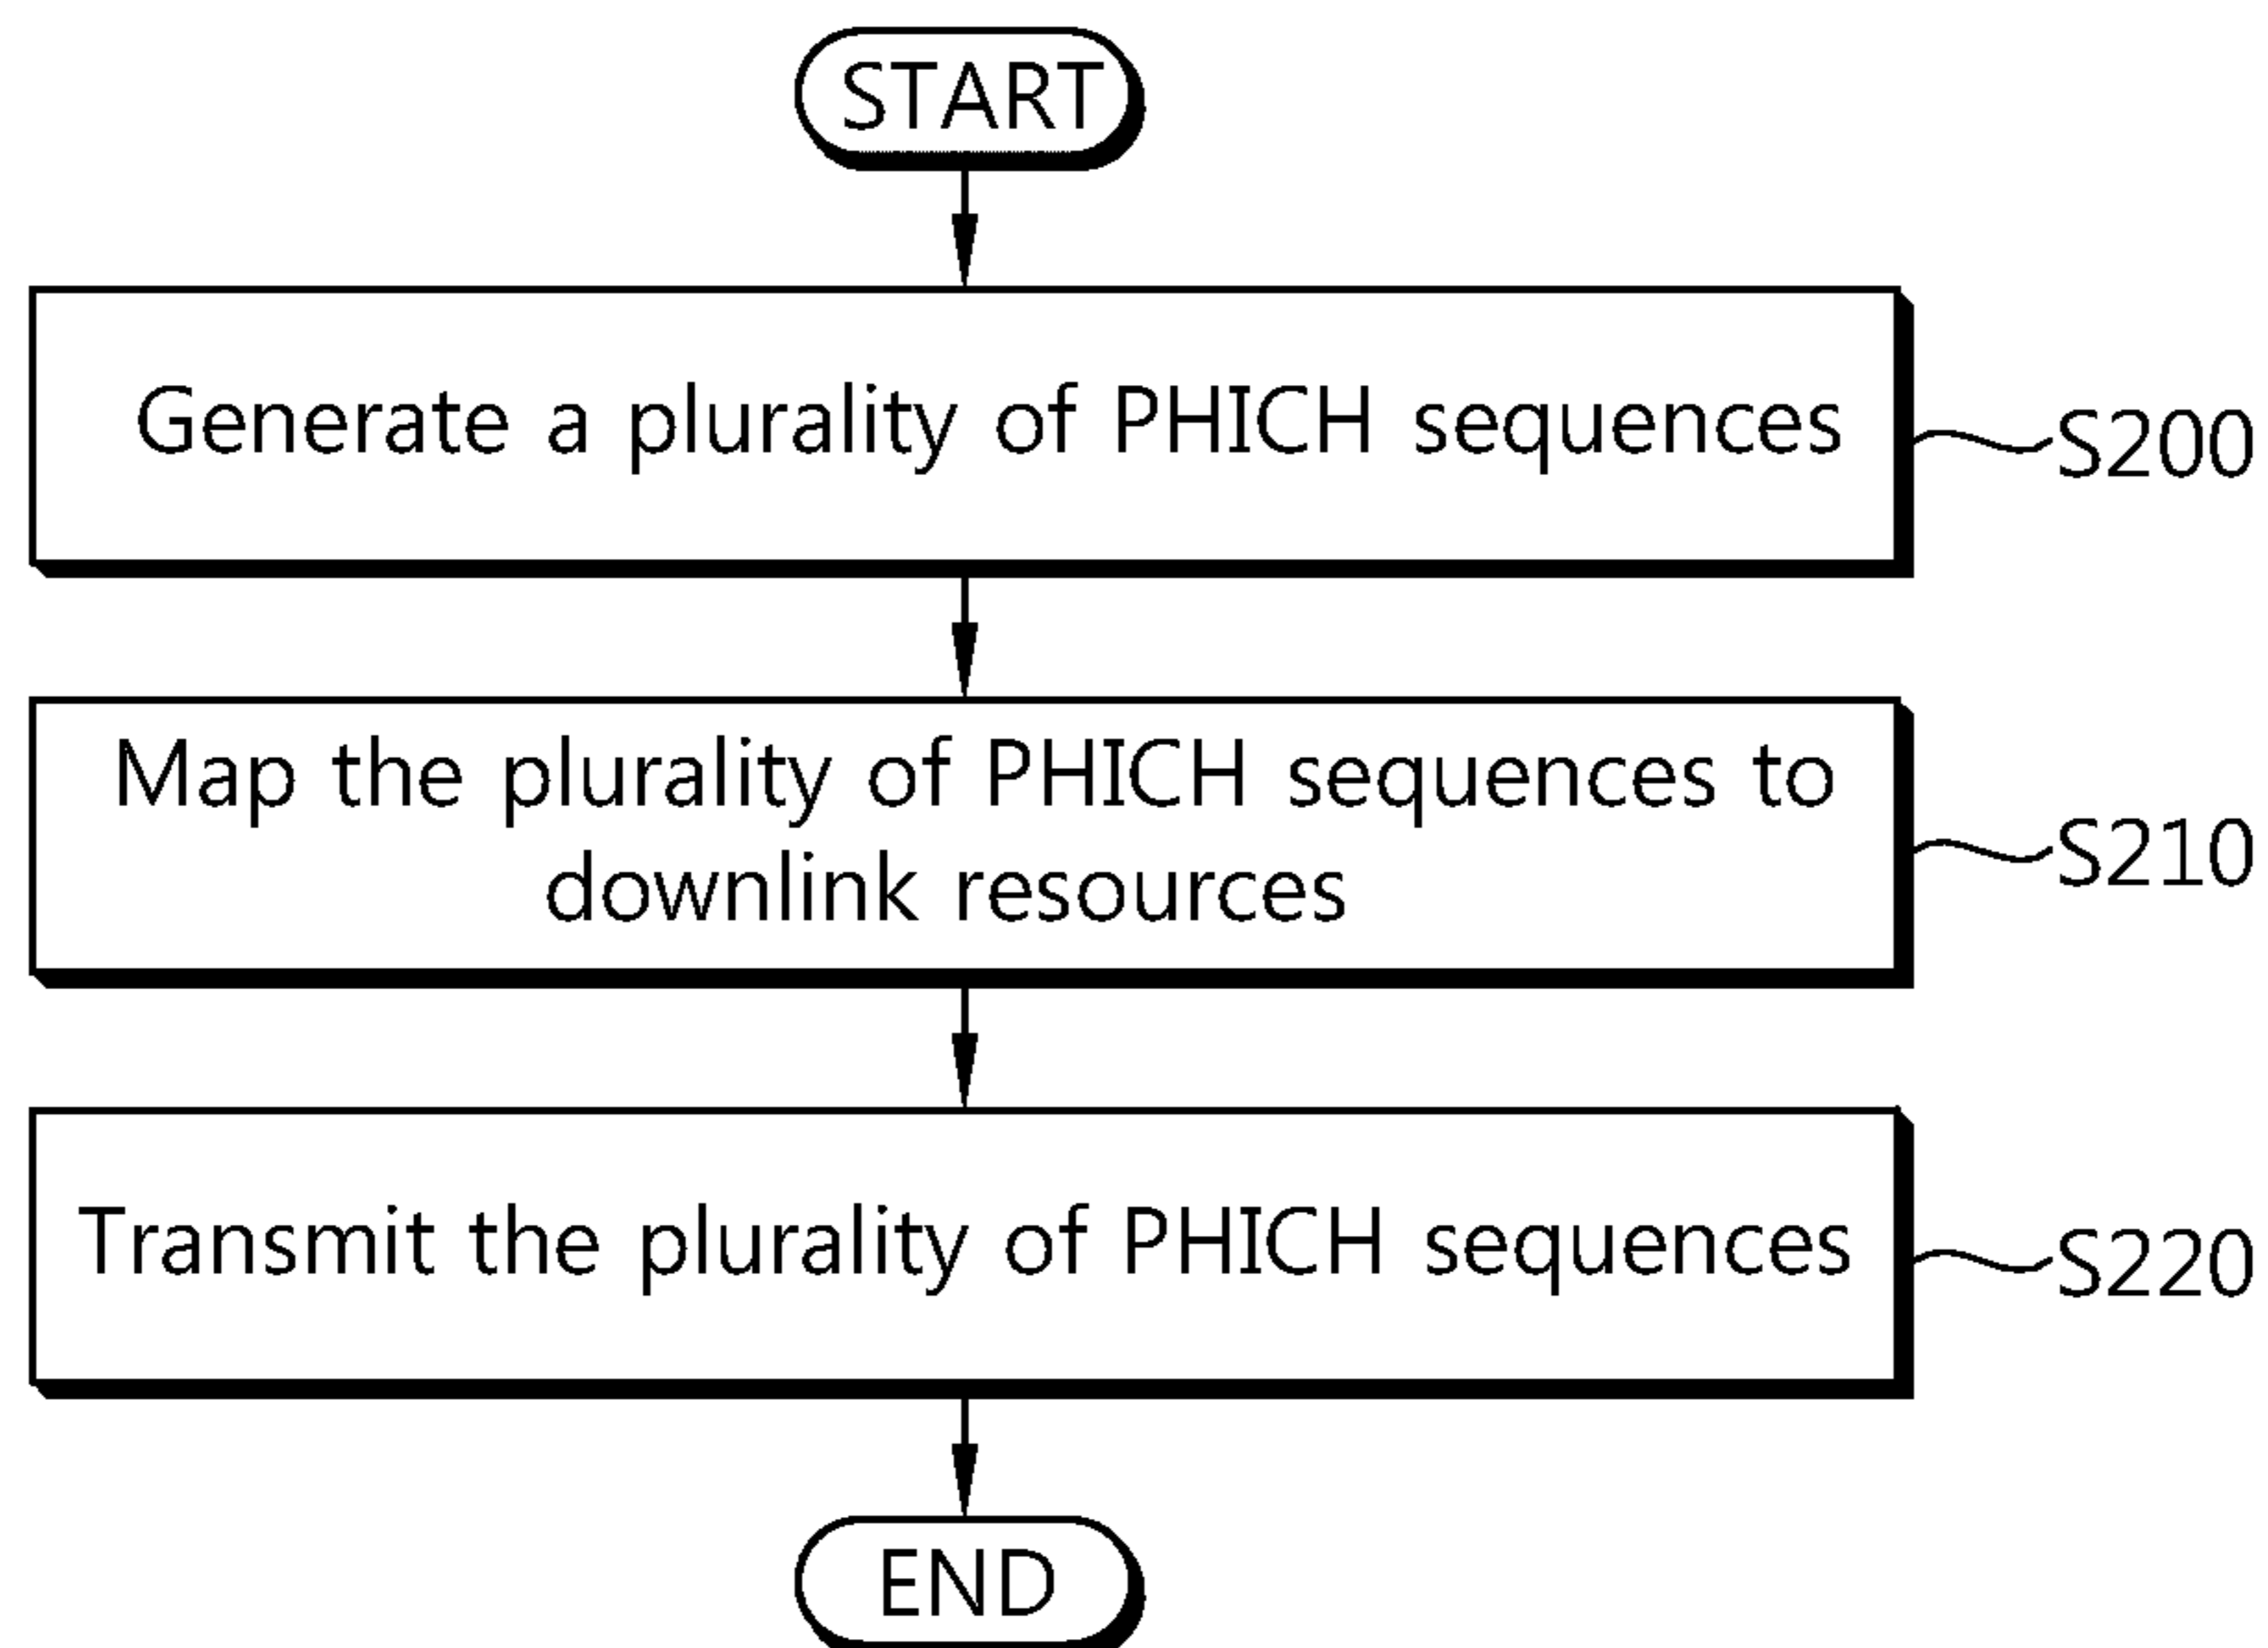 START
Generate a plurality of PHICH sequences
S200
Map the plurality of PHICH sequences to
downlink resources
S210
Transmit the plurality of PHICH sequences
S220
END